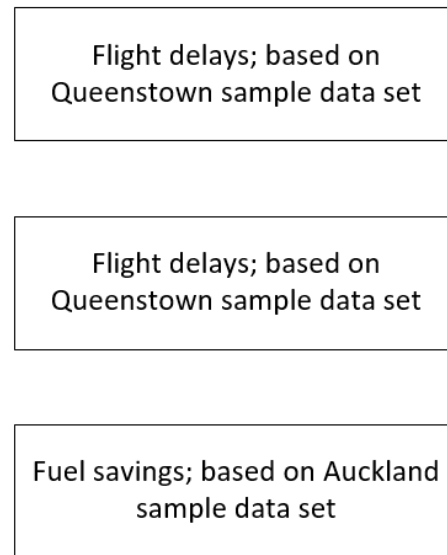 Flight delays; based on
Queenstown sample data set
Flight delays; based on
Queenstown sample data set
Fuel savings; based on Auckland
sample data set